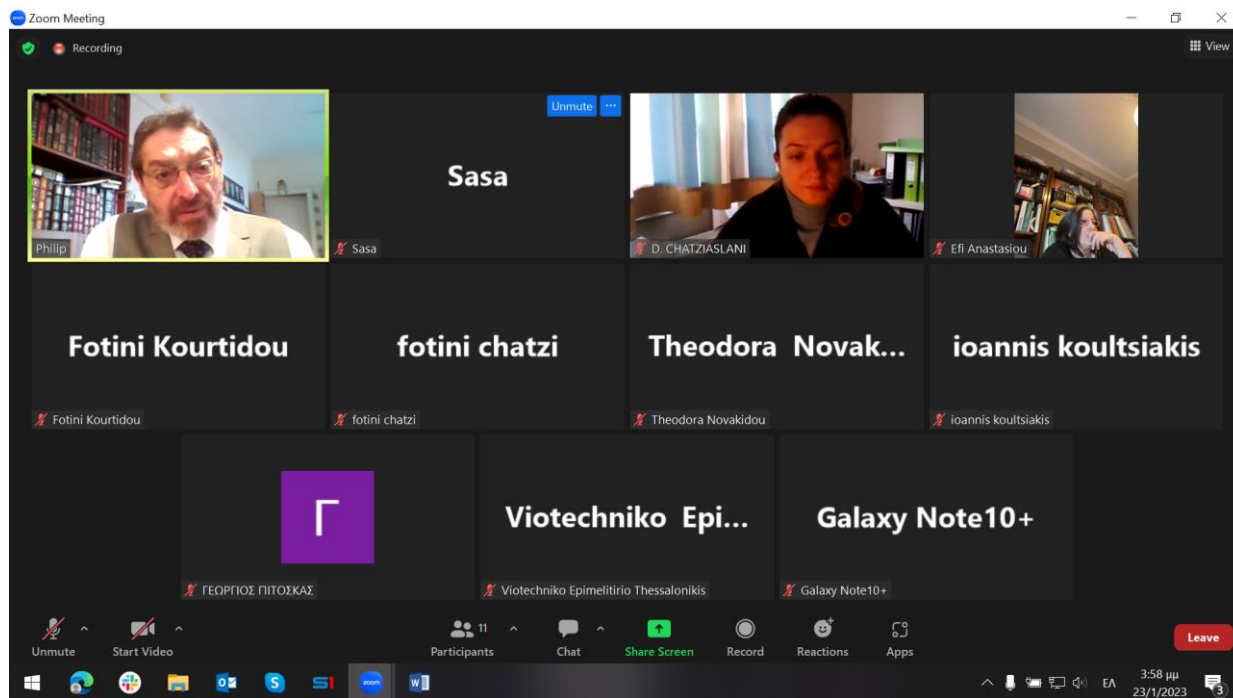 Zoom Meeting
Recording
View
Philip
Unmute ...
Sasa
Sasa
D. CHATZIASLANI
Efi Anastasiou
Fotini Kourtidou
Fotini Kourtidou
fotini chatzi
fotini chatzi
Theodora Novak...
Theodora Novakidou
ioannis koultsiakis
ioannis koultsiakis
Γ
ΓΕΩΡΓΙΟΣ ΠΙΤΟΣΚΑΣ
Viotechniko Epi...
Viotechniko Epimelitirio Thessalonikis
Galaxy Note10+
Galaxy Note10+
Unmute
Start Video
11
Participants
Chat
Share Screen
Record
Reactions
Apps
Leave
S1
zoom
ΕΛ
3:58 μμ
23/1/2023
3